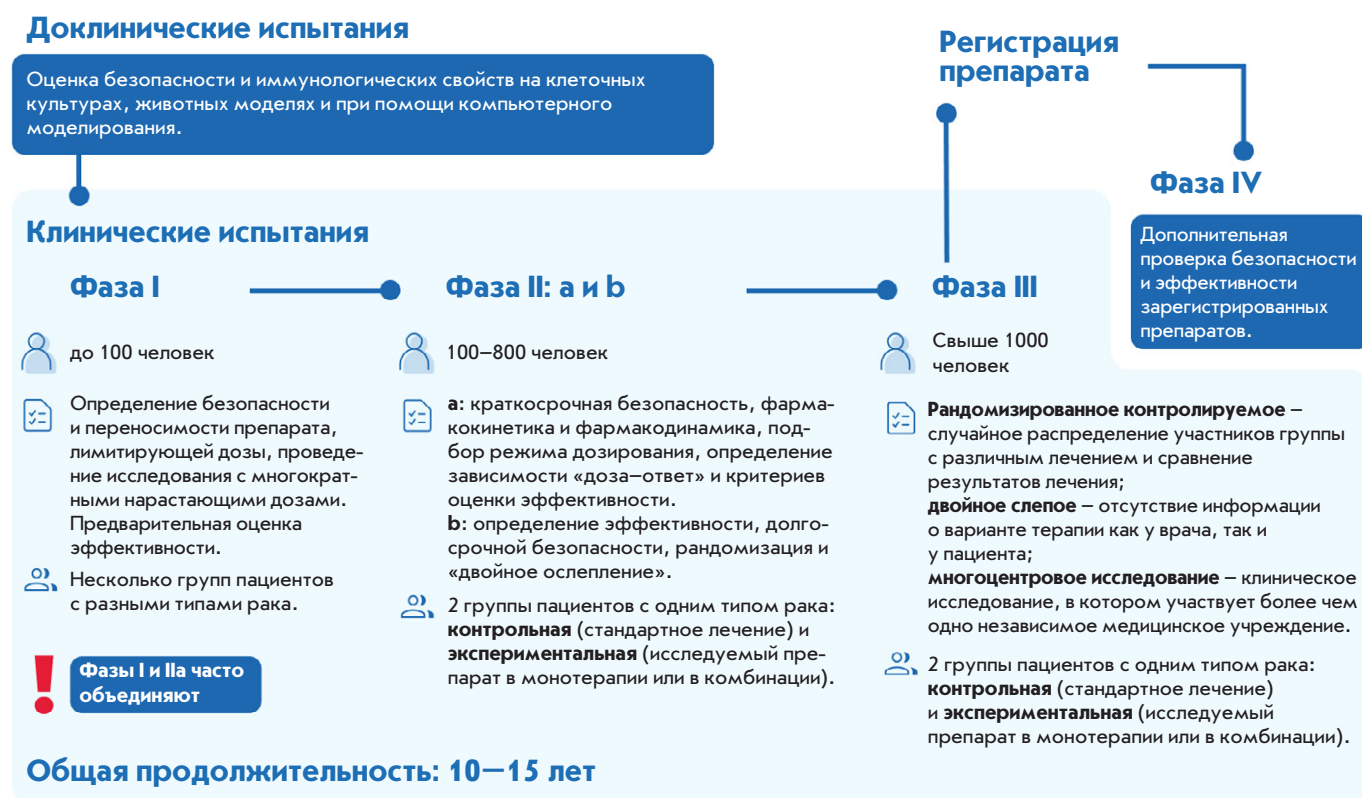 Доклинические испытания
Оценка безопасности и иммунологических свойств на клеточных
культурах, животных моделях и при помощи компьютерного
моделирования.
Регистрация
препарата
Фаза IV
Дополнительная
проверка безопасности
и эффективности
зарегистрированных
препаратов.
Клинические испытания
Фаза I
до 100 человек
Определение безопасности
и переносимости препарата,
лимитирующей дозы, проведе-
ние исследования с многократ-
ными нарастающими дозами.
Предварительная оценка
эффективности.
Несколько групп пациентов
с разными типами рака.
Фазы I и IIa часто
объединяют
Фаза II: a и b
100–800 человек
a: краткосрочная безопасность, фарма-
кокинетика и фармакодинамика, под-
бор режима дозирования, определение
зависимости «доза–ответ» и критериев
оценки эффективности.
b: определение эффективности, долго-
срочной безопасности, рандомизация и
«двойное ослепление».
2 группы пациентов с одним типом рака:
контрольная (стандартное лечение) и
экспериментальная (исследуемый пре-
парат в монотерапии или в комбинации).
Фаза III
Свыше 1000
человек
Рандомизированное контролируемое –
случайное распределение участников группы
с различным лечением и сравнение
результатов лечения;
двойное слепое – отсутствие информации
о варианте терапии как у врача, так и
у пациента;
многоцентровое исследование – клиническое
исследование, в котором участвует более чем
одно независимое медицинское учреждение.
2 группы пациентов с одним типом рака:
контрольная (стандартное лечение)
и экспериментальная (исследуемый
препарат в монотерапии или в комбинации).
Общая продолжительность: 10–15 лет